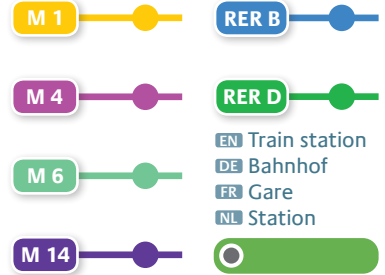 M 1
M 4
M 6
M 14
RER B
RER D
EN Train station
DE Bahnhof
FR Gare
NL Station